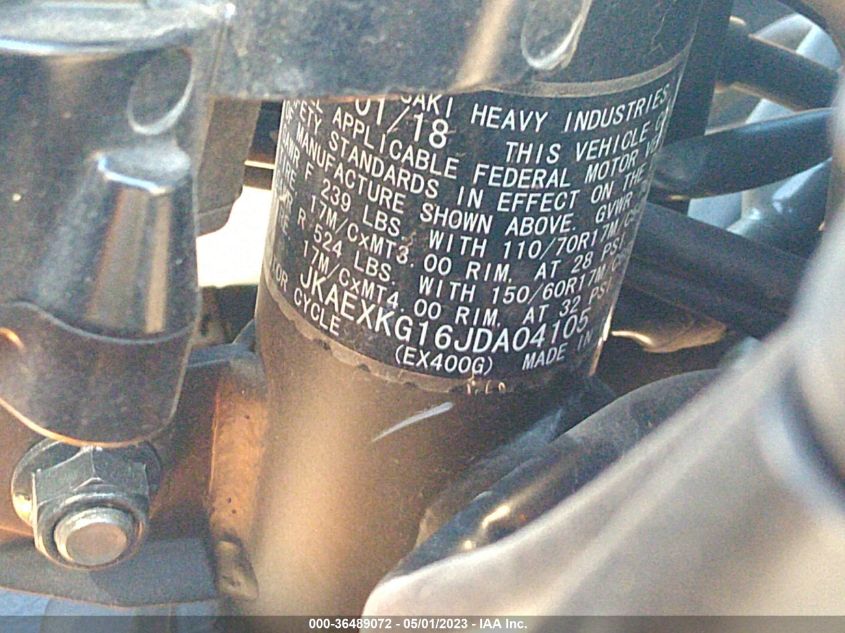 HEAVY INDUSTRIES,
01/18 THIS VEHICLE
APPLICABLE FEDERAL MOTOR
STANDARDS IN EFFECT ON THE
MANUFACTURE SHOWN ABOVE. GVWR
F 239 LBS. WITH 110/70R17M/C
17M/CxMT3.00 RIM, AT 28 PSI
R 524 LBS. WITH 150/60R17M/C
17M/CxMT4.00 RIM, AT 32 PSI
JKAEXKG16JDA04105
CYCLE (EX400G) MADE IN
000-36489072 - 05/01/2023 - IAA Inc.